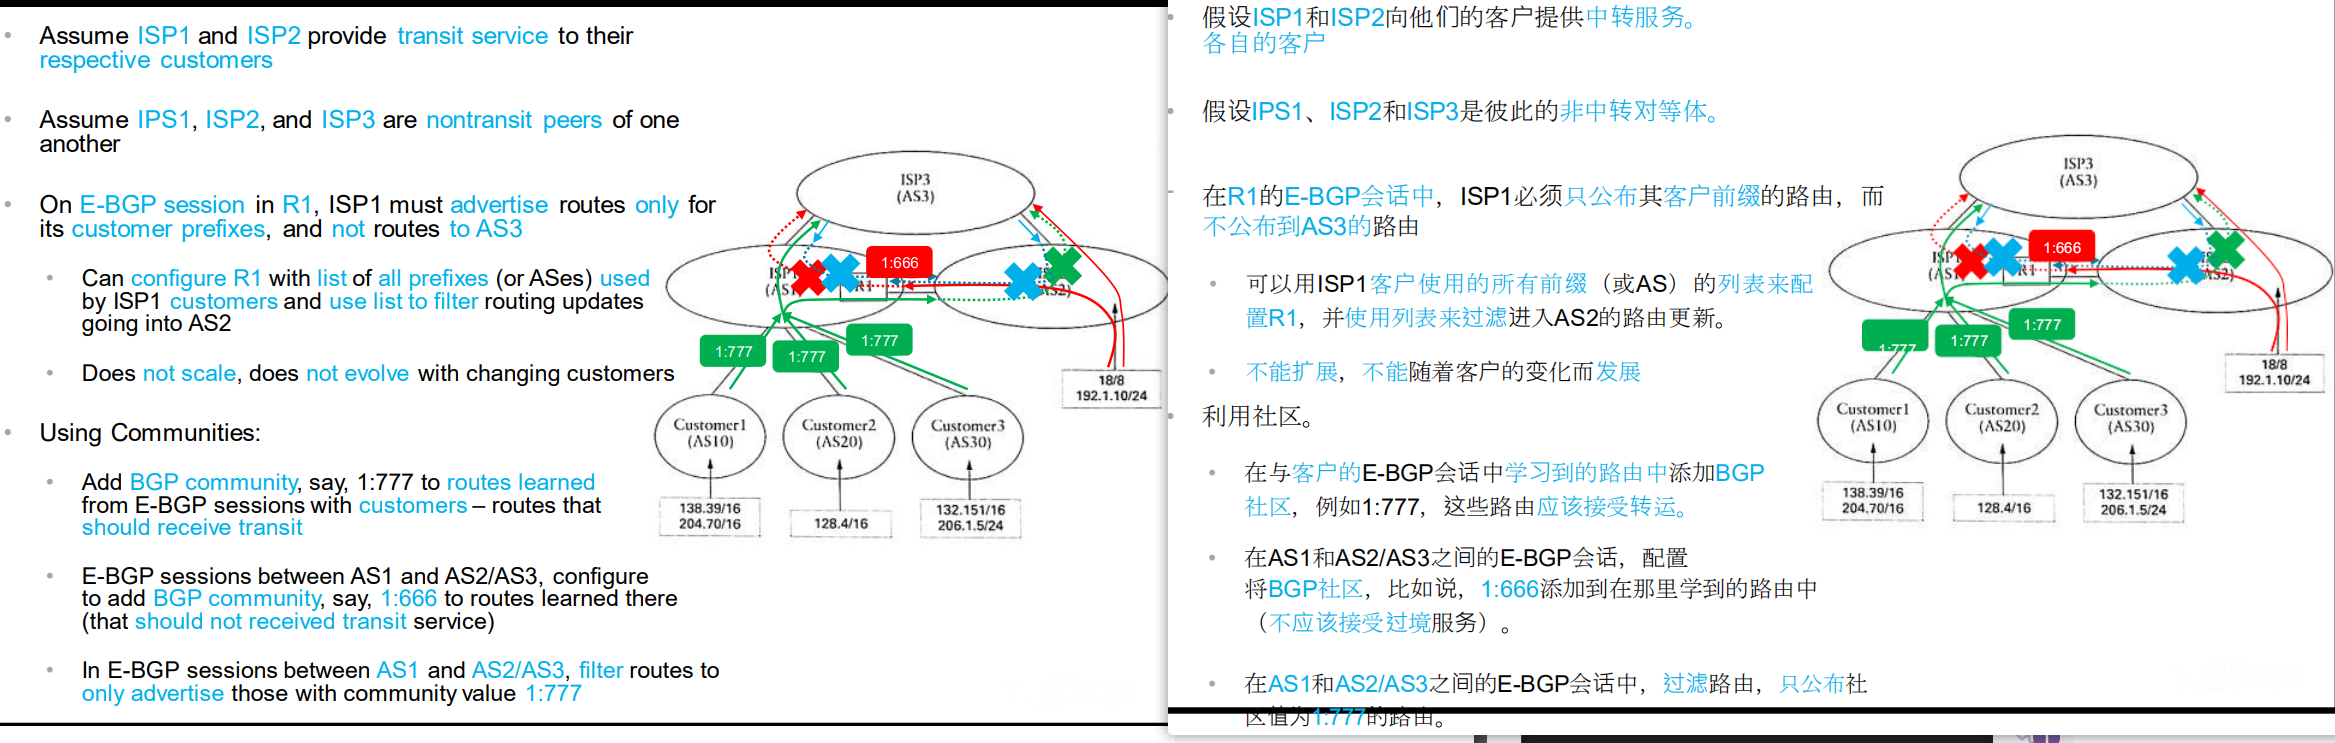 Assume ISP1 and ISP2 provide transit service to their
respective customers
Assume IPS1, ISP2, and ISP3 are nontransit peers of one
another
On E-BGP session in R1, ISP1 must advertise routes only for
its customer prefixes, and not routes to AS3
Can configure R1 with list of all prefixes (or ASes) used
by ISP1 customers and use list to filter routing updates
going into AS2
Does not scale, does not evolve with changing customers
Using Communities:
Add BGP community, say, 1:777 to routes learned
from E-BGP sessions with customers – routes that
should receive transit
E-BGP sessions between AS1 and AS2/AS3, configure
to add BGP community, say, 1:666 to routes learned there
(that should not received transit service)
In E-BGP sessions between AS1 and AS2/AS3, filter routes to
only advertise those with community value 1:777
ISP3
(AS3)
1:666
R1
1:777
1:777
1:777
18/8
192.1.10/24
Customer1
(AS10)
Customer2
(AS20)
Customer3
(AS30)
138.39/16
204.70/16
128.4/16
132.151/16
206.1.5/24
假设ISP1和ISP2向他们的客户提供中转服务。
各自的客户
假设IPS1、ISP2和ISP3是彼此的非中转对等体。
在R1的E-BGP会话中，ISP1必须只公布其客户前缀的路由，而
不公布到AS3的路由
可以用ISP1客户使用的所有前缀（或AS）的列表来配
置R1，并使用列表来过滤进入AS2的路由更新。
不能扩展，不能随着客户的变化而发展
利用社区。
在与客户的E-BGP会话中学习到的路由中添加BGP
社区，例如1:777，这些路由应该接受转运。
在AS1和AS2/AS3之间的E-BGP会话，配置
将BGP社区，比如说，1:666添加到在那里学到的路由中
（不应该接受过境服务）。
在AS1和AS2/AS3之间的E-BGP会话中，过滤路由，只公布社
区值为1:777的路由。
ISP3
(AS3)
1:666
R1
1:777
1:777
1:777
18/8
192.1.10/24
Customer1
(AS10)
Customer2
(AS20)
Customer3
(AS30)
138.39/16
204.70/16
128.4/16
132.151/16
206.1.5/24